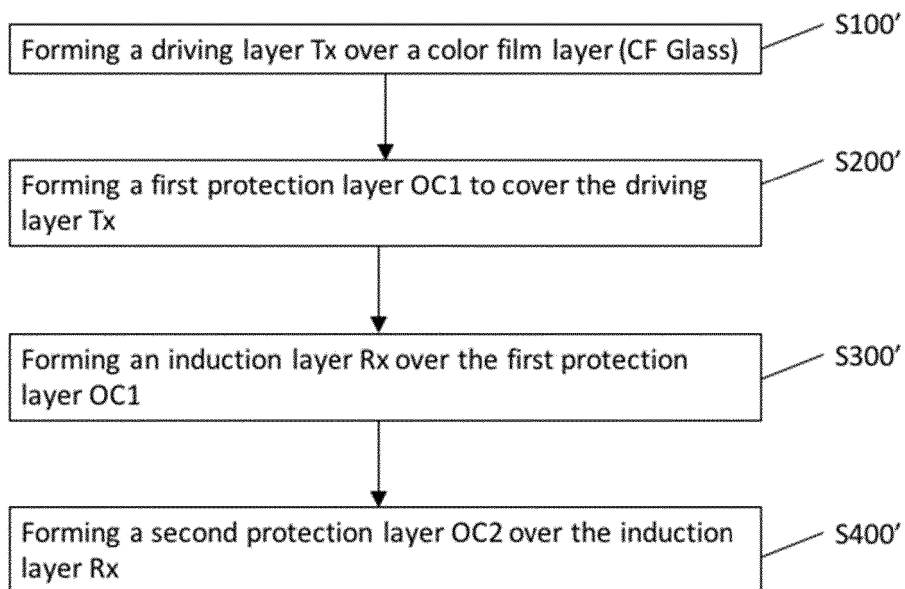 Forming a driving layer Tx over a color film layer (CF Glass)
S100’
Forming a first protection layer OC1 to cover the driving
layer Tx
S200’
Forming an induction layer Rx over the first protection
layer OC1
S300’
Forming a second protection layer OC2 over the induction
layer Rx
S400’